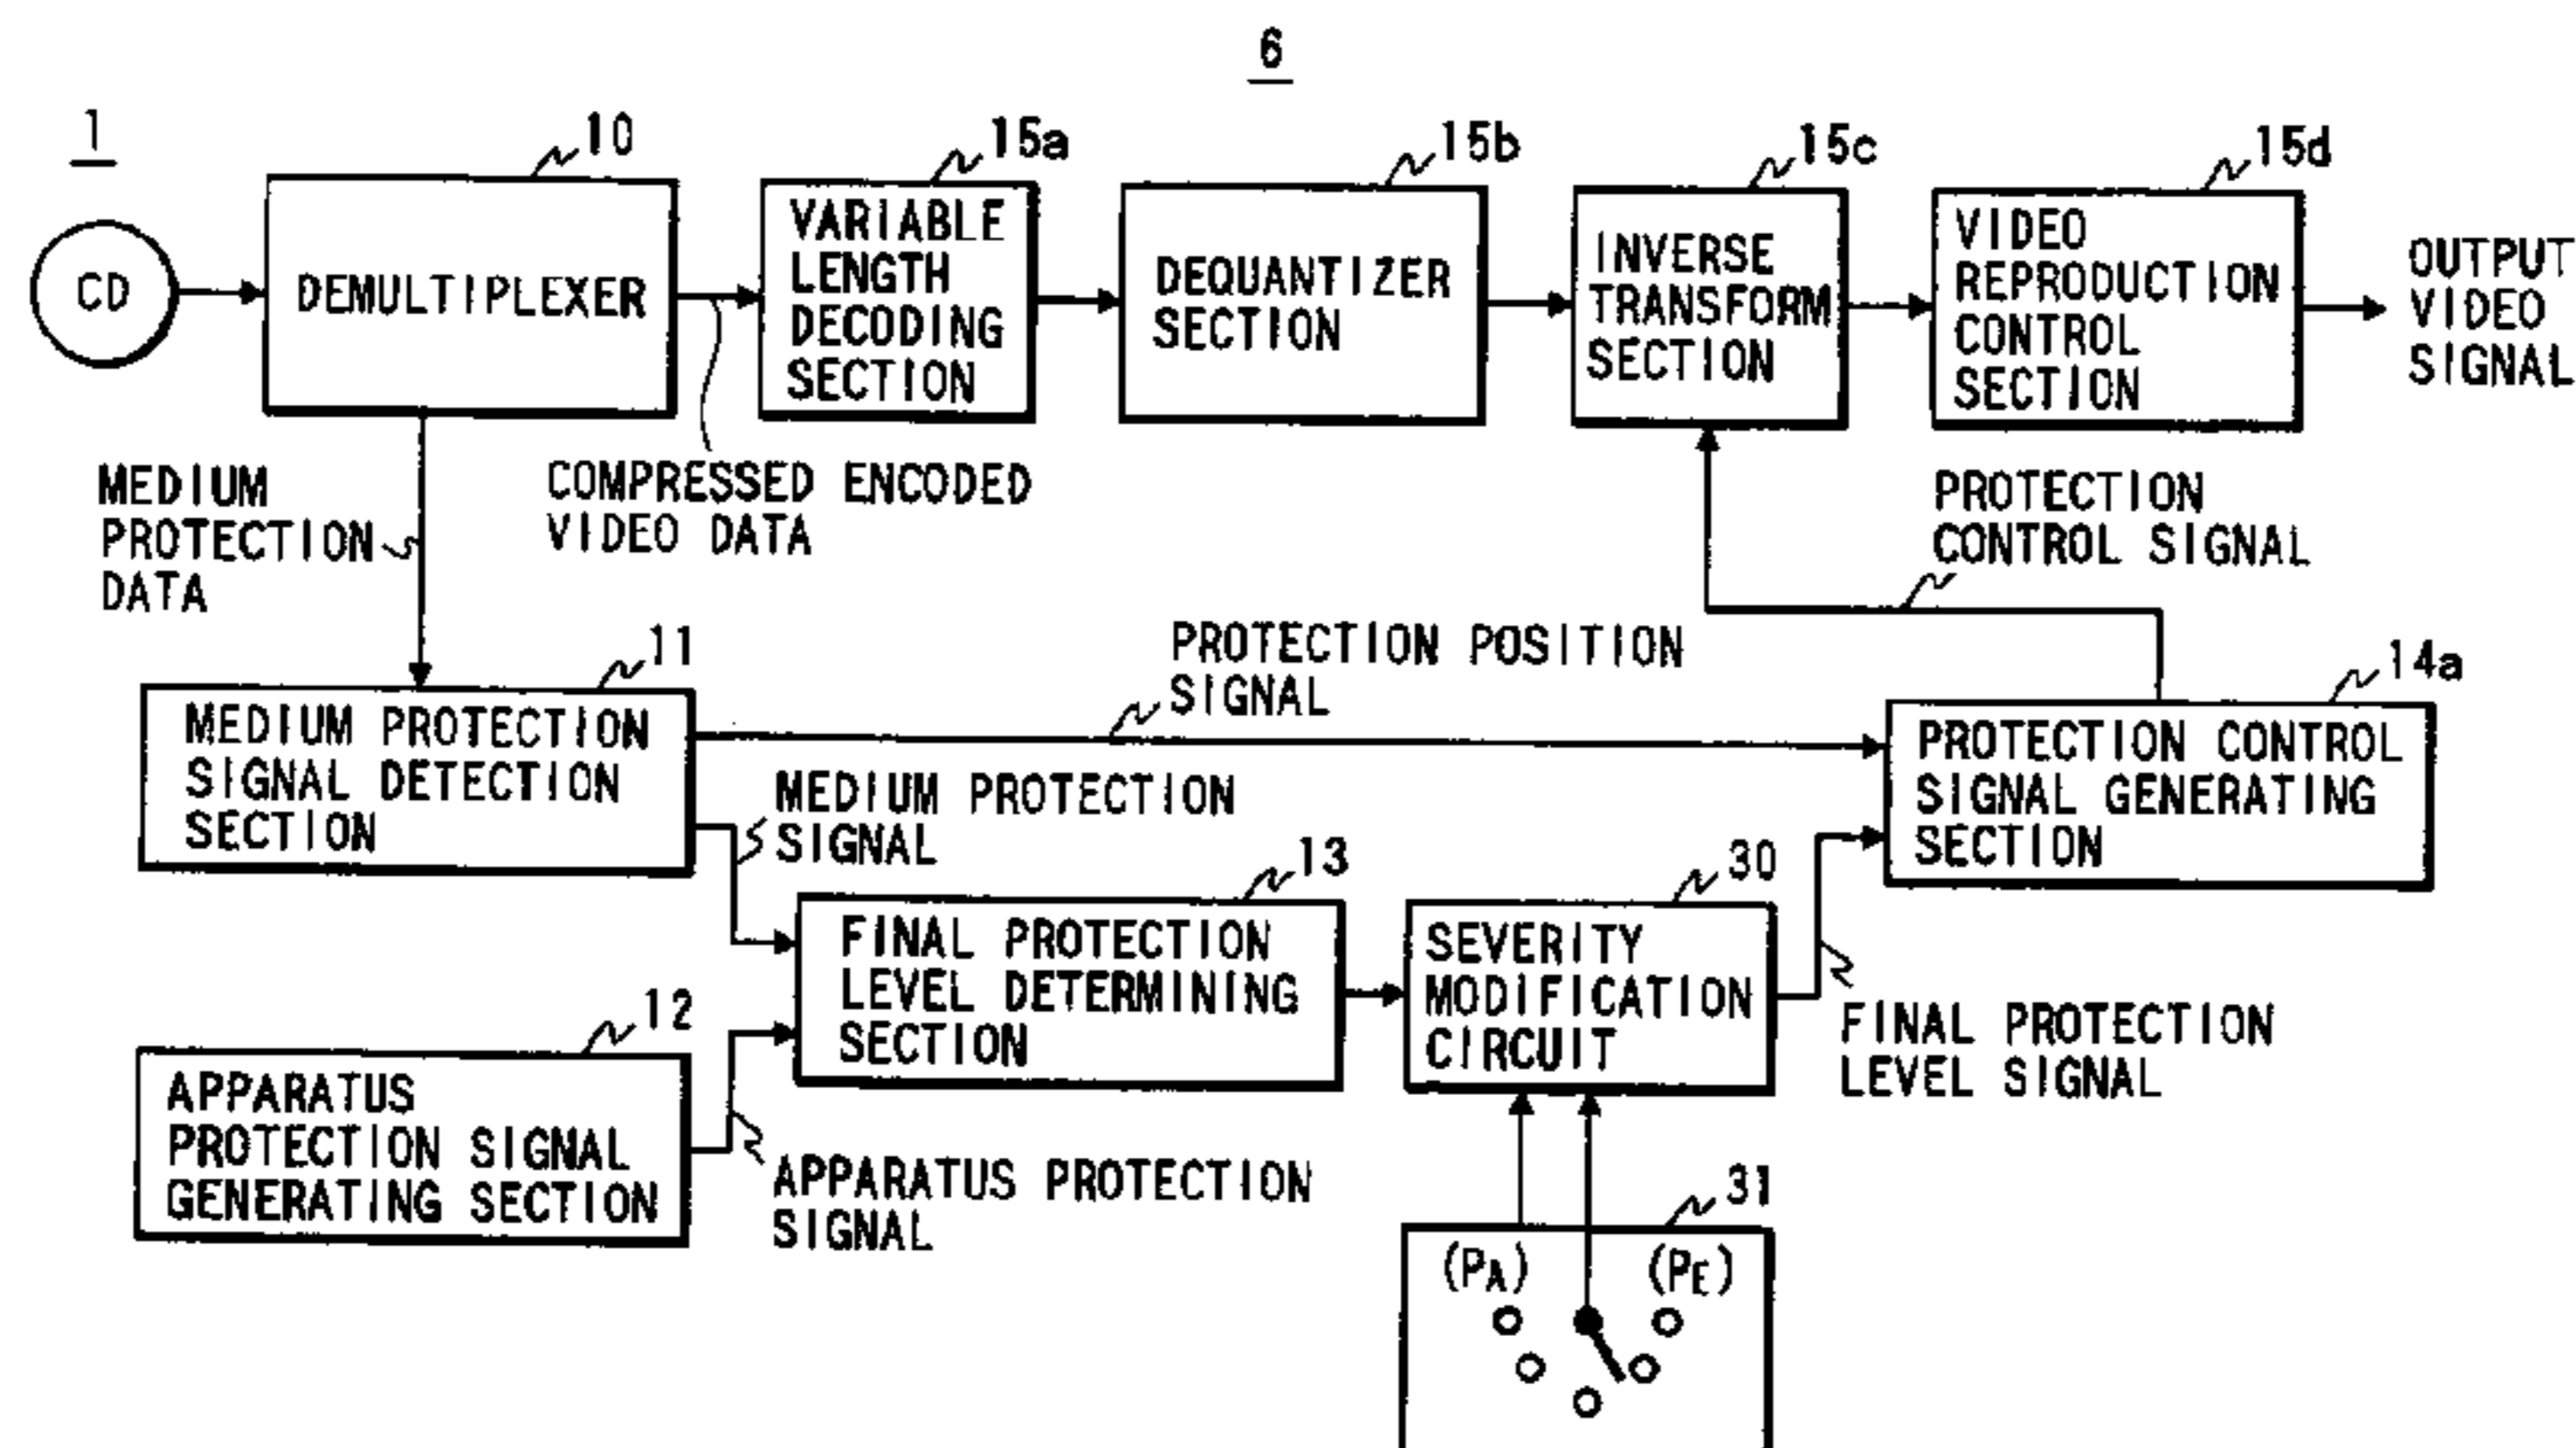 6
1
10
15a
15b
15c
15d
CD
DEMULTIPLEXER
VARIABLE
LENGTH
DECODING
SECTION
DEQUANTIZER
SECTION
INVERSE
TRANSFORM
SECTION
VIDEO
REPRODUCTION
CONTROL
SECTION
OUTPUT
VIDEO
SIGNAL
MEDIUM
PROTECTION
DATA
COMPRESSED ENCODED
VIDEO DATA
PROTECTION
CONTROL SIGNAL
11
PROTECTION POSITION
SIGNAL
14a
MEDIUM PROTECTION
SIGNAL DETECTION
SECTION
MEDIUM PROTECTION
SIGNAL
PROTECTION CONTROL
SIGNAL GENERATING
SECTION
13
30
FINAL PROTECTION
LEVEL DETERMINING
SECTION
SEVERITY
MODIFICATION
CIRCUIT
FINAL PROTECTION
LEVEL SIGNAL
12
APPARATUS
PROTECTION SIGNAL
GENERATING SECTION
APPARATUS PROTECTION
SIGNAL
31
(PA)
(PE)